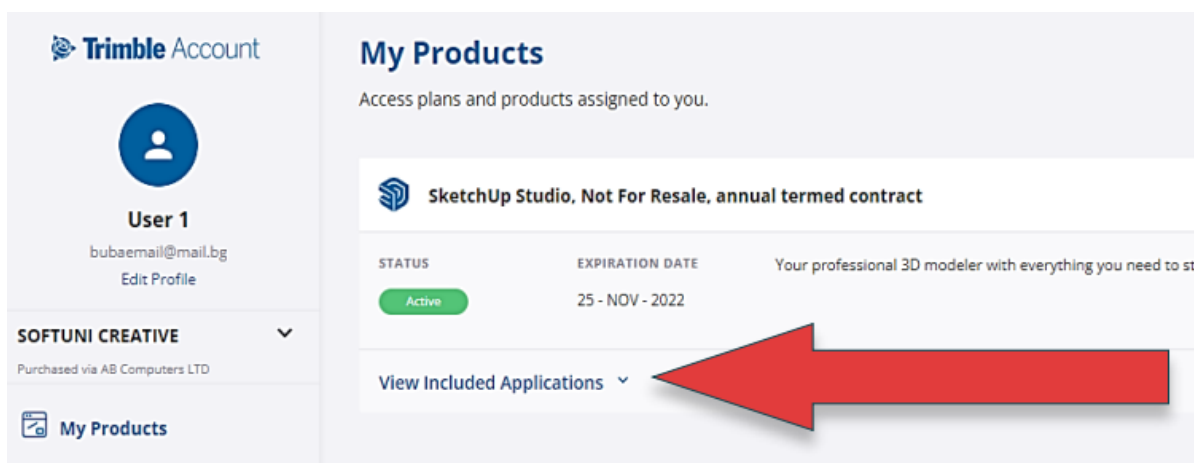 Trimble Account
User 1
bubaemail@mail.bg
Edit Profile
SOFTUNI CREATIVE
Purchased via AB Computers LTD
My Products
My Products
Access plans and products assigned to you.
SketchUp Studio, Not For Resale, annual termed contract
STATUS
Active
EXPIRATION DATE
25 - NOV - 2022
Your professional 3D modeler with everything you need to st
View Included Applications